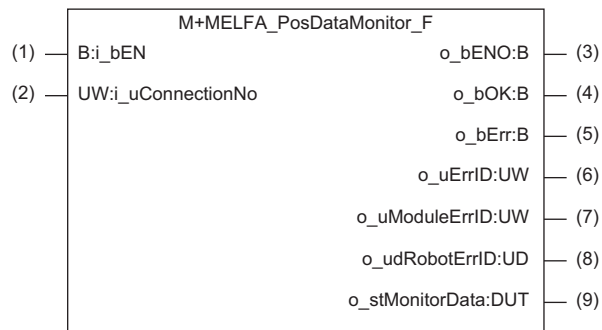 M+MELFA_PosDataMonitor_F
(1) B:i_bEN o_bENO:B (3)
(2) UW:i_uConnectionNo o_bOK:B (4)
o_bErr:B (5)
o_uErrID:UW (6)
o_uModuleErrID:UW (7)
o_udRobotErrID:UD (8)
o_stMonitorData:DUT (9)